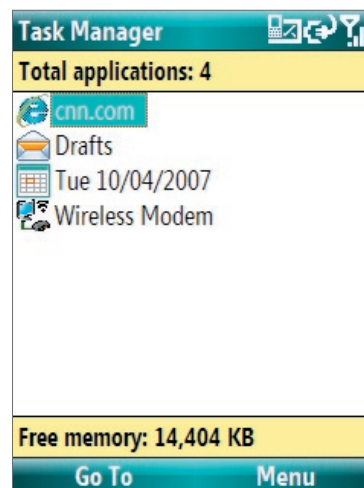 Task Manager
Total applications: 4
cnn.com
Drafts
Tue 10/04/2007
Wireless Modem
Free memory: 14,404 KB
Go To Menu